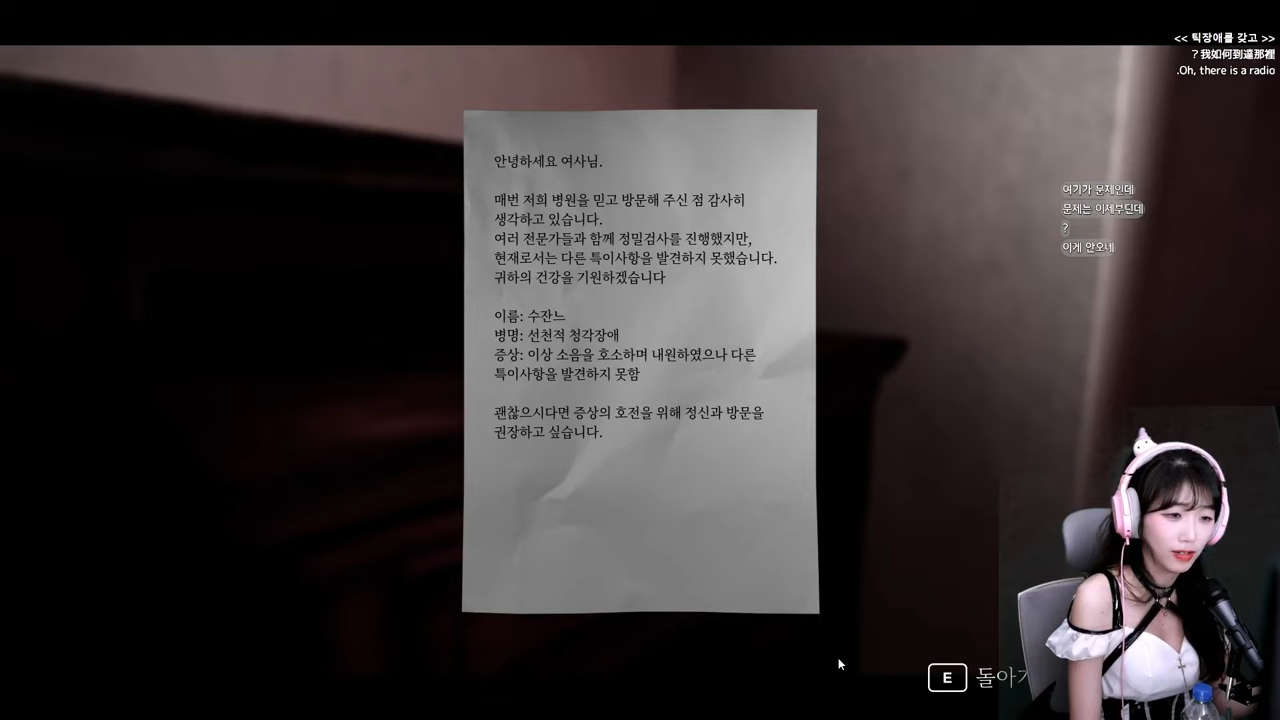 << 틱장애를 갖고 >>
? 我如何到達那裡
.Oh, there is a radio
안녕하세요 여사님.
매번 저희 병원을 믿고 방문해 주신 점 감사히
생각하고 있습니다.
여러 전문가들과 함께 정밀검사를 진행했지만,
현재로서는 다른 특이사항을 발견하지 못했습니다.
귀하의 건강을 기원하겠습니다
이름: 수잔느
병명: 선천적 청각장애
증상: 이상 소음을 호소하며 내원하였으나 다른
특이사항을 발견하지 못함
괜찮으시다면 증상의 호전을 위해 정신과 방문을
권장하고 싶습니다.
여기가 문제인데
문제는 이제부턴데
?
이게 안오네
E 돌아가